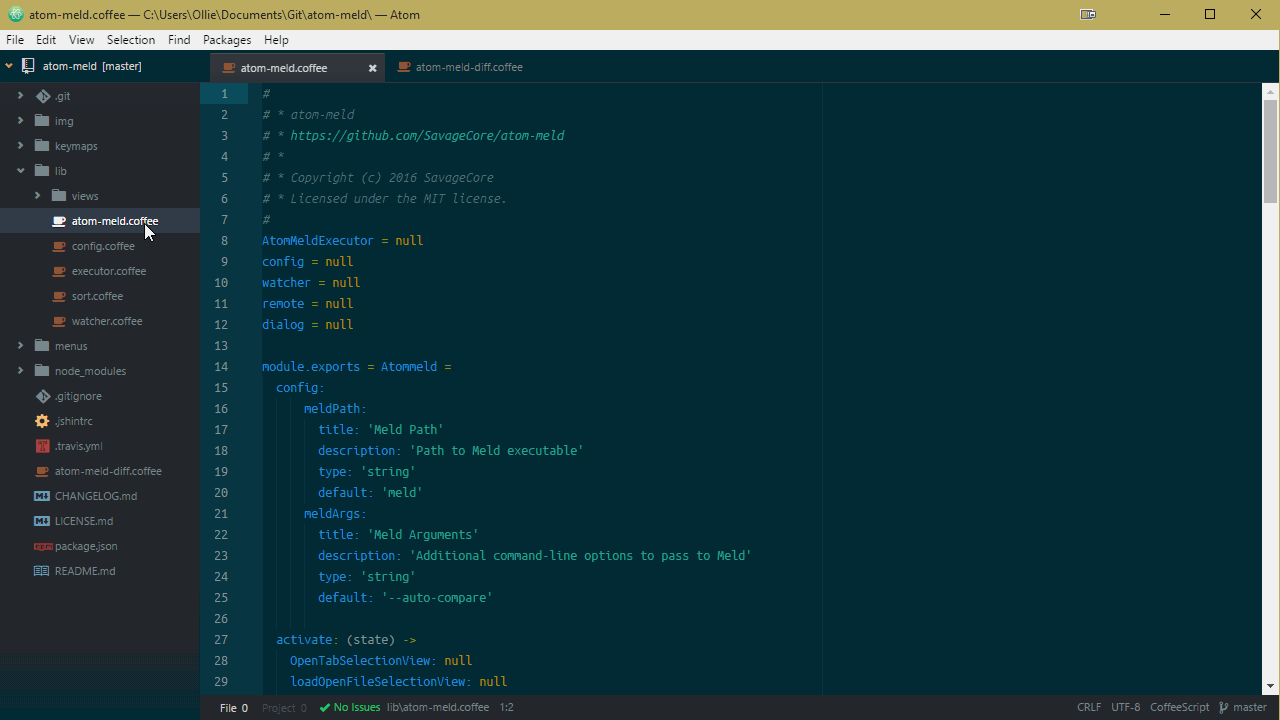 atom-meld.coffee — C:\Users\Ollie\Documents\Git\atom-meld\ — Atom
File Edit View Selection Find Packages Help
atom-meld [master]
atom-meld.coffee
atom-meld-diff.coffee
.git
img
keymaps
lib
views
atom-meld.coffee
config.coffee
executor.coffee
sort.coffee
watcher.coffee
menus
node_modules
.gitignore
.jshintrc
.travis.yml
atom-meld-diff.coffee
CHANGELOG.md
LICENSE.md
npm package.json
README.md
1 #
2 # * atom-meld
3 # * https://github.com/SavageCore/atom-meld
4 # *
5 # * Copyright (c) 2016 SavageCore
6 # * Licensed under the MIT license.
7 #
8 AtomMeldExecutor = null
9 config = null
10 watcher = null
11 remote = null
12 dialog = null
13
14 module.exports = Atommeld =
15 config:
16 meldPath:
17 title: 'Meld Path'
18 description: 'Path to Meld executable'
19 type: 'string'
20 default: 'meld'
21 meldArgs:
22 title: 'Meld Arguments'
23 description: 'Additional command-line options to pass to Meld'
24 type: 'string'
25 default: '--auto-compare'
26
27 activate: (state) ->
28 OpenTabSelectionView: null
29 loadOpenFileSelectionView: null
File 0 Project 0 No Issues lib\atom-meld.coffee 1:2 CRLF UTF-8 CoffeeScript master